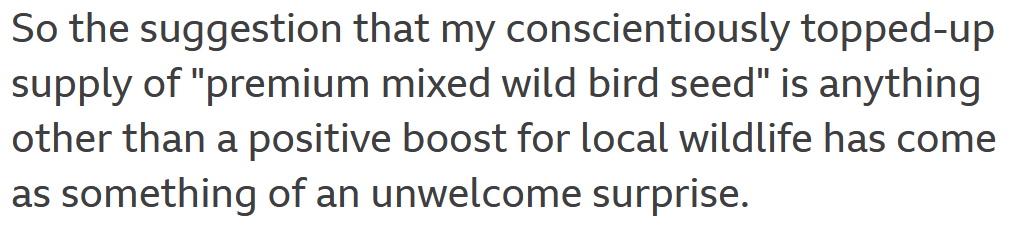 So the suggestion that my conscientiously topped-up
supply of "premium mixed wild bird seed" is anything
other than a positive boost for local wildlife has come
as something of an unwelcome surprise.